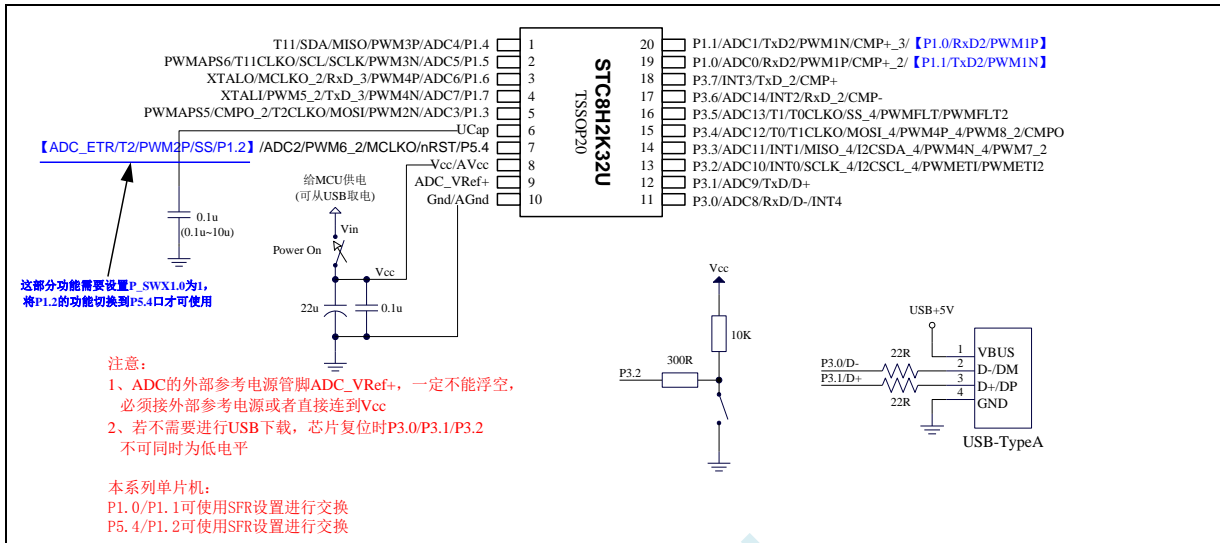 T11/SDA/MISO/PWM3P/ADC4/P1.4
PWMAPS6/T11CLKO/SCL/SCLK/PWM3N/ADC5/P1.5
XTALO/MCLKO_2/RxD_3/PWM4P/ADC6/P1.6
XTALI/PWM5_2/TxD_3/PWM4N/ADC7/P1.7
PWMAPS5/CMPO_2/T2CLKO/MOSI/PWM2N/ADC3/P1.3
UCap
【ADC_ETR/T2/PWM2P/SS/P1.2】/ADC2/PWM6_2/MCLKO/nRST/P5.4
Vcc/AVcc
ADC_VRef+
Gnd/AGnd
1
2
3
4
5
6
7
8
9
10
STC8H2K32U
TSSOP20
20
19
18
17
16
15
14
13
12
11
P1.1/ADC1/TxD2/PWM1N/CMP+_3/【P1.0/RxD2/PWM1P】
P1.0/ADC0/RxD2/PWM1P/CMP+_2/【P1.1/TxD2/PWM1N】
P3.7/INT3/TxD_2/CMP+
P3.6/ADC14/INT2/RxD_2/CMP-
P3.5/ADC13/T1/T0CLKO/SS_4/PWMFLT/PWMFLT2
P3.4/ADC12/T0/T1CLKO/MOSI_4/PWM4P_4/PWM8_2/CMPO
P3.3/ADC11/INT1/MISO_4/I2CSDA_4/PWM4N_4/PWM7_2
P3.2/ADC10/INT0/SCLK_4/I2CSCL_4/PWMETI/PWMETI2
P3.1/ADC9/TxD/D+
P3.0/ADC8/RxD/D-/INT4
0.1u
(0.1u~10u)
给MCU供电
(可从USB取电)
Vin
Power On
Vcc
22u
0.1u
这部分功能需要设置P_SWX1.0为1,
将P1.2的功能切换到P5.4口才可使用
注意:
1、ADC的外部参考电源管脚ADC_VRef+,一定不能浮空,
必须接外部参考电源或者直接连到Vcc
2、若不需要进行USB下载,芯片复位时P3.0/P3.1/P3.2
不可同时为低电平
本系列单片机:
P1.0/P1.1可使用SFR设置进行交换
P5.4/P1.2可使用SFR设置进行交换
Vcc
10K
300R
P3.2
USB+5V
22R
P3.0/D-
P3.1/D+
22R
1
2
3
4
VBUS
D-/DM
D+/DP
GND
USB-TypeA